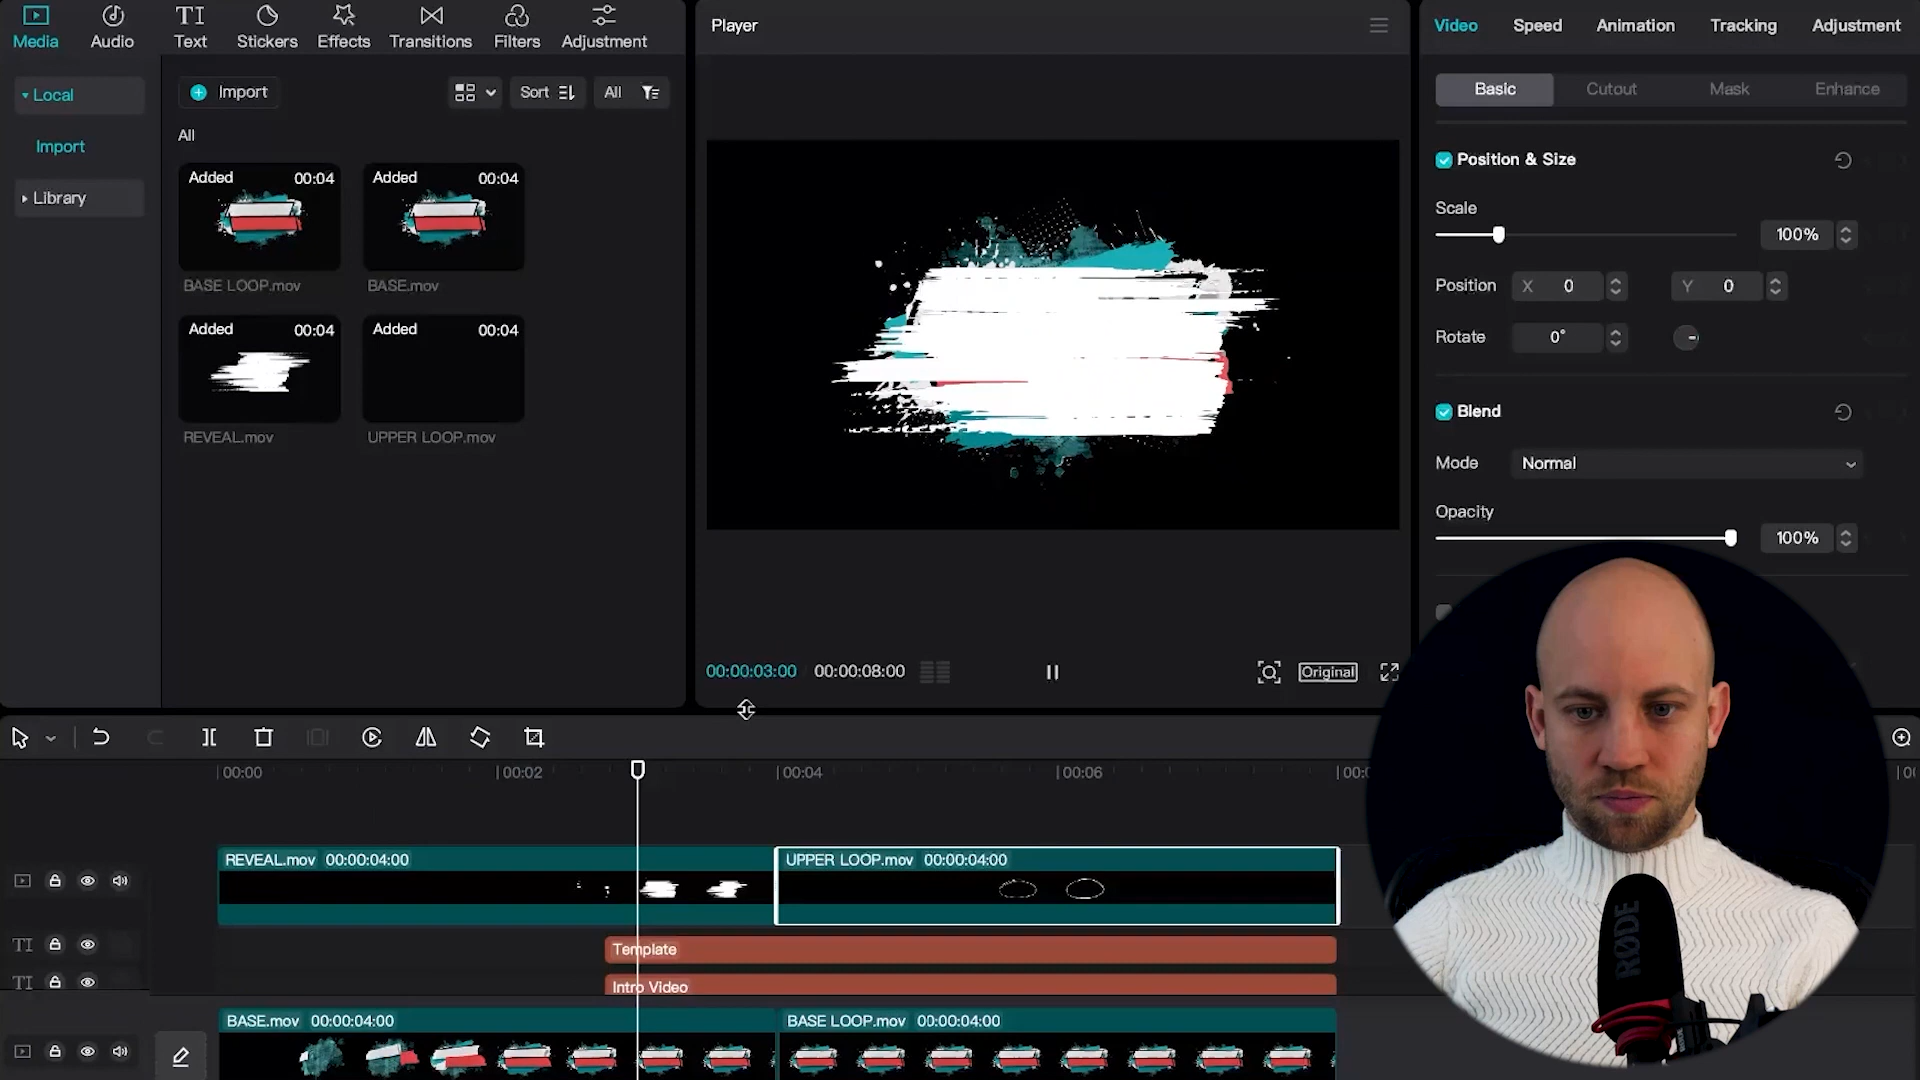 Media
Audio
Text
Stickers
Effects
Transitions
Filters
Adjustment
Local
Import
Library
Import
Sort
All
All
Added 00:04
BASE LOOP.mov
Added 00:04
BASE.mov
Added 00:04
REVEAL.mov
Added 00:04
UPPER LOOP.mov
Player
00:00:03:00 00:00:08:00
Original
Video
Speed
Animation
Tracking
Adjustment
Basic
Cutout
Mask
Enhance
Position & Size
Scale
100%
Position X 0 Y 0
Rotate 0°
Blend
Mode Normal
Opacity
100%
00:00
00:02
00:04
00:06
REVEAL.mov 00:00:04:00
UPPER LOOP.mov 00:00:04:00
TI
Template
TI
Intro Video
BASE.mov 00:00:04:00
BASE LOOP.mov 00:00:04:00
RØDE